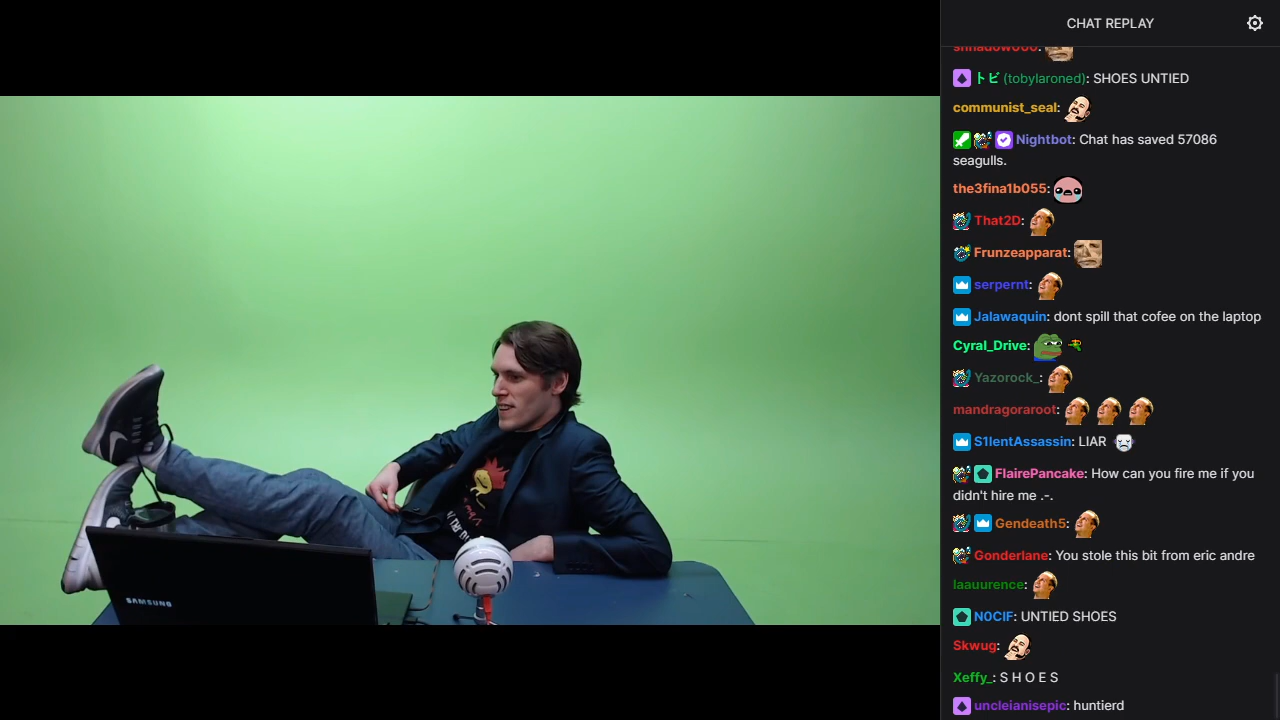 CHAT REPLAY
トビ (tobylaroned): SHOES UNTIED
communist_seal:
Nightbot: Chat has saved 57086
seagulls.
the3fina1b055:
That2D:
Frunzeapparat:
serpernt:
Jalawaquin: dont spill that cofee on the laptop
Cyral_Drive:
Yazorock_:
mandragoraroot:
S1lentAssassin: LIAR
FlairePancake: How can you fire me if you
didn't hire me .-.
Gendeath5:
Gonderlane: You stole this bit from eric andre
laauurence:
N0CIF: UNTIED SHOES
Skwug:
Xeffy_: S H O E S
uncleianisepic: huntierd
SAMSUNG